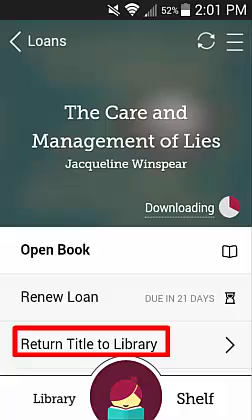 52% 2:01 PM
Loans
The Care and
Management of Lies
Jacqueline Winspear
Downloading
Open Book
Renew Loan DUE IN 21 DAYS
Return Title to Library
Library Shelf